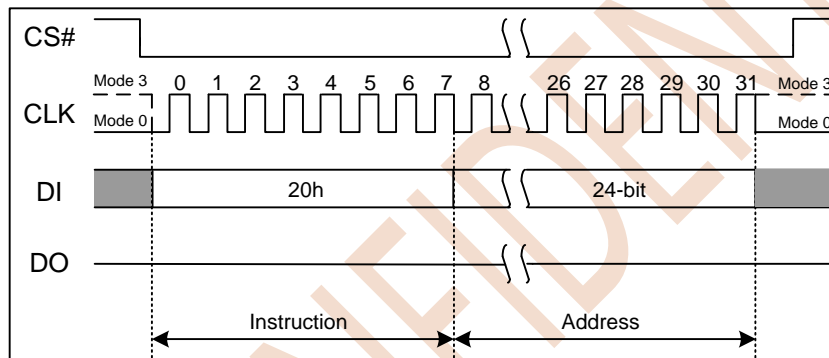 CS#
Mode 3 0 1 2 3 4 5 6 7 8 26 27 28 29 30 31 Mode 3
CLK
Mode 0 Mode 0
DI 20h 24-bit
DO
Instruction Address